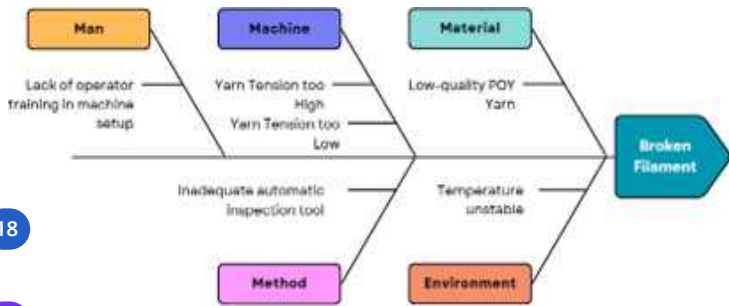 Man
Machine
Material
Lack of operator
training in machine
setup
Yarn Tension too
High
Yarn Tension too
Low
Low-quality POY
Yarn
Broken
Filament
Inadequate automatic
inspection tool
Temperature
unstable
18
Method
Environment